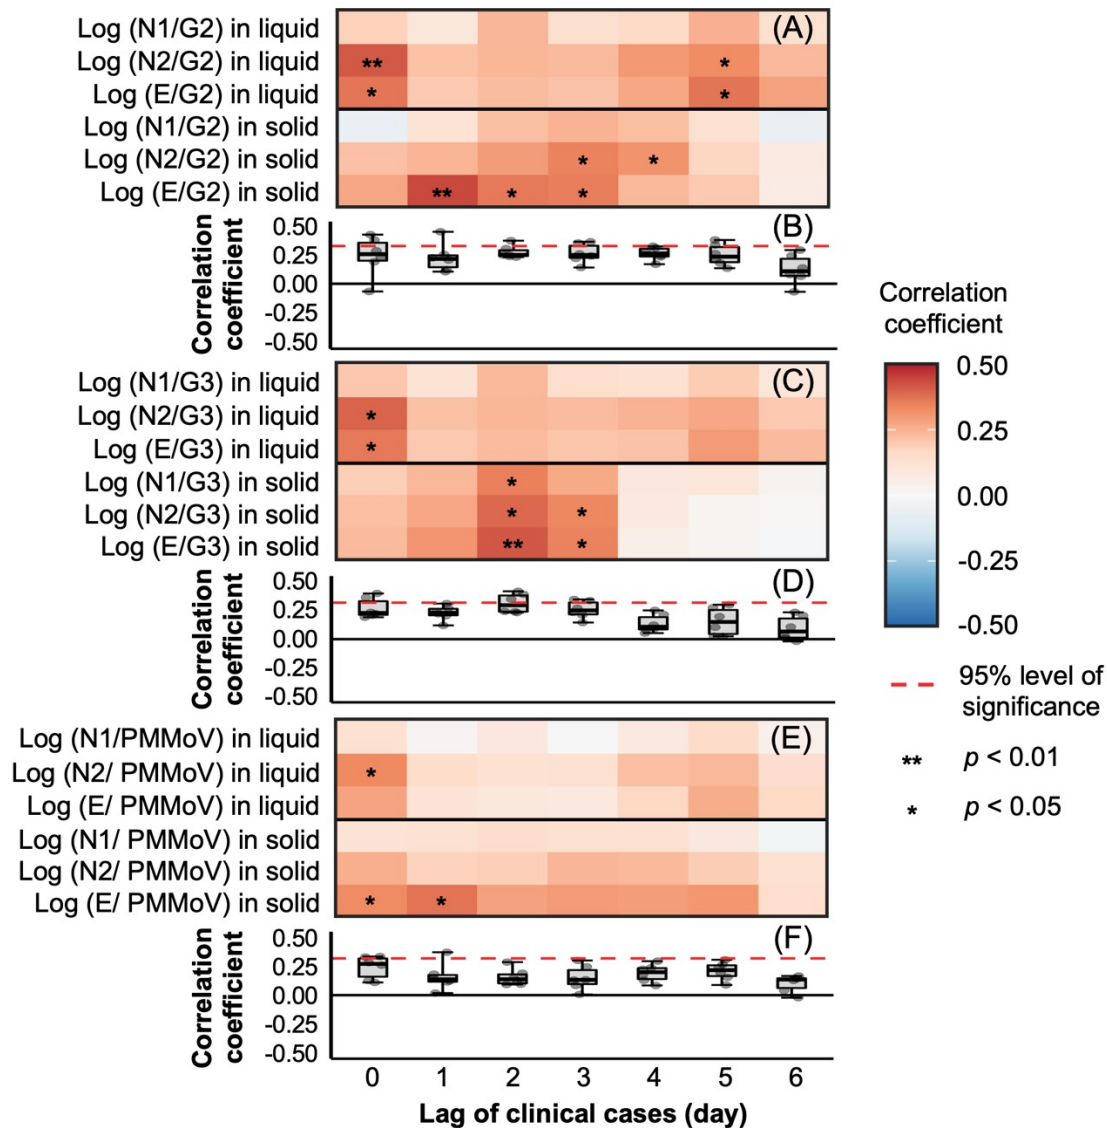 Log (N1/G2) in liquid
(A)
Log (N2/G2) in liquid
**
*
Log (E/G2) in liquid
*
*
Log (N1/G2) in solid
Log (N2/G2) in solid
*
*
Log (E/G2) in solid
**
*
*
Correlation
coefficient
0.50
0.25
0.00
-0.25
-0.50
(B)
Log (N1/G3) in liquid
(C)
Log (N2/G3) in liquid
*
Log (E/G3) in liquid
*
Log (N1/G3) in solid
*
Log (N2/G3) in solid
*
*
Log (E/G3) in solid
**
*
Correlation
coefficient
0.50
0.25
0.00
-0.25
-0.50
(D)
Log (N1/PMMoV) in liquid
(E)
Log (N2/ PMMoV) in liquid
*
Log (E/ PMMoV) in liquid
Log (N1/ PMMoV) in solid
Log (N2/ PMMoV) in solid
Log (E/ PMMoV) in solid
*
*
Correlation
coefficient
0.50
0.25
0.00
-0.25
-0.50
(F)
0 1 2 3 4 5 6
Lag of clinical cases (day)
Correlation
coefficient
0.50
0.25
0.00
-0.25
-0.50
95% level of
significance
** p < 0.01
* p < 0.05